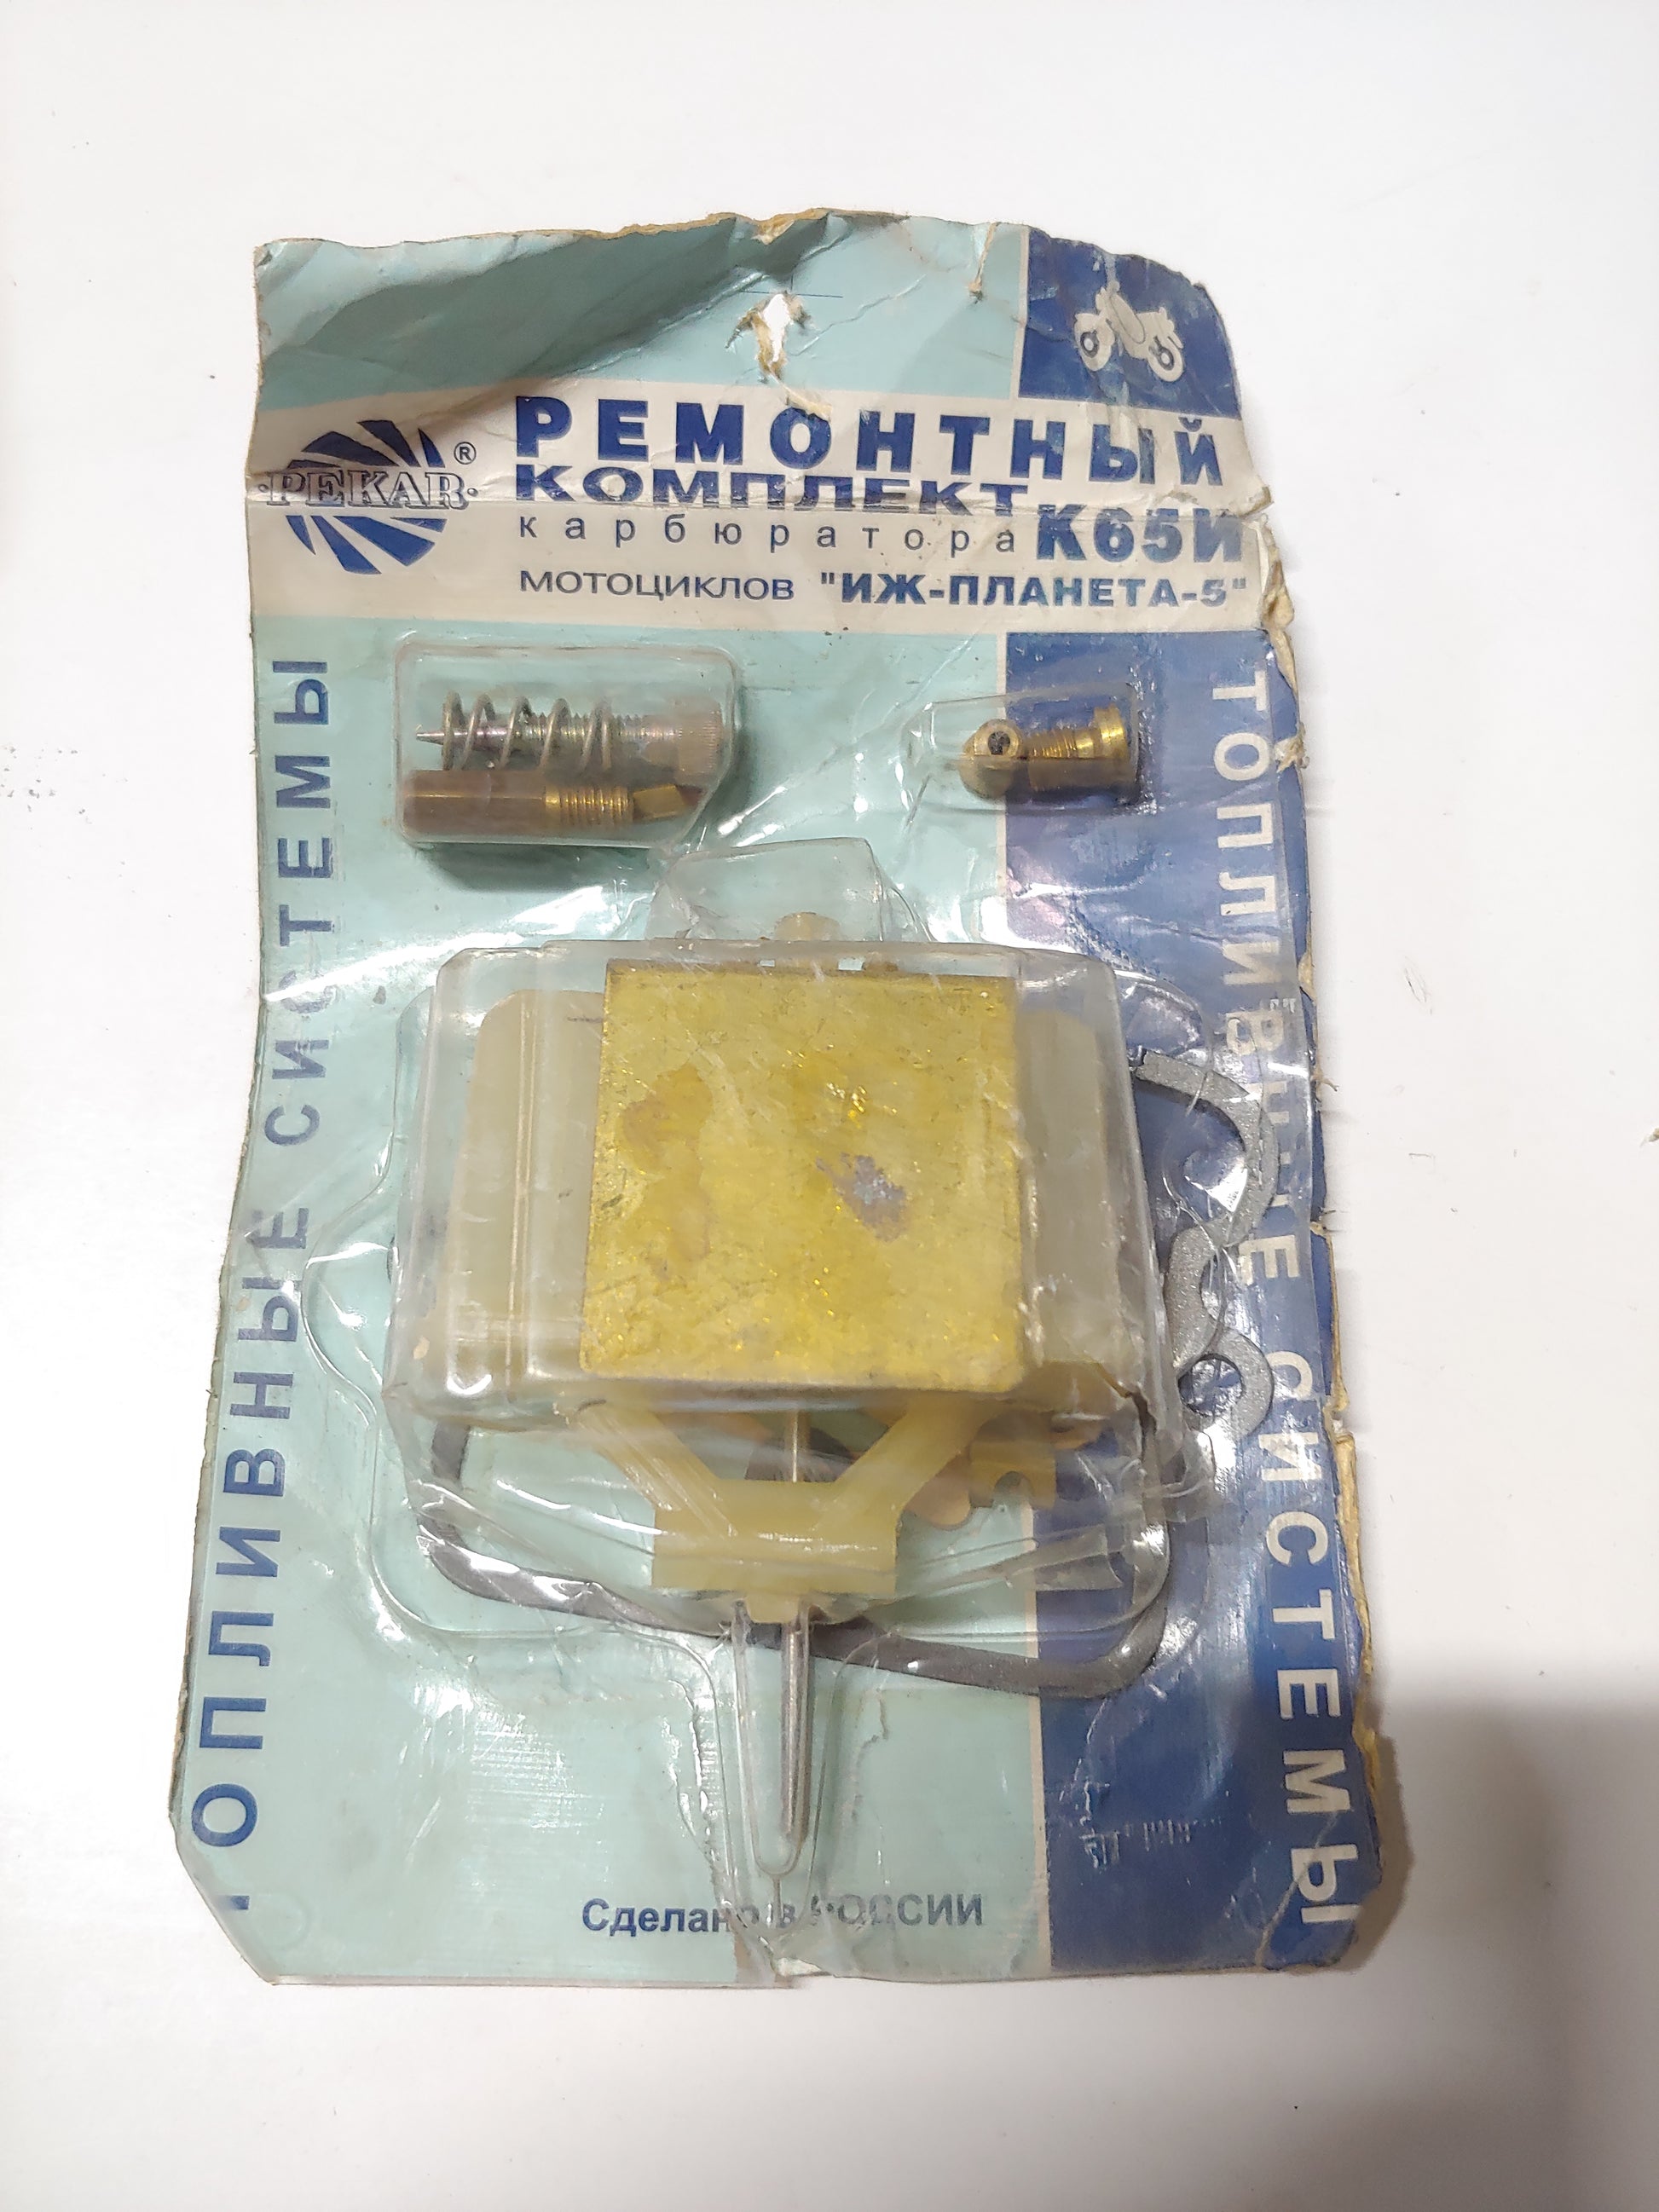 РЕМОНТНЫЙ
PEKAR®
КОМПЛЕКТ
карбюратора К65И
МОТОЦИКЛОВ "ИЖ-ПЛАНЕТА-5"
ТОПЛИВНЫЕ СИСТЕМЫ
ТОПЛИВНЫЕ СИСТЕМЫ
Сделано в РОССИИ